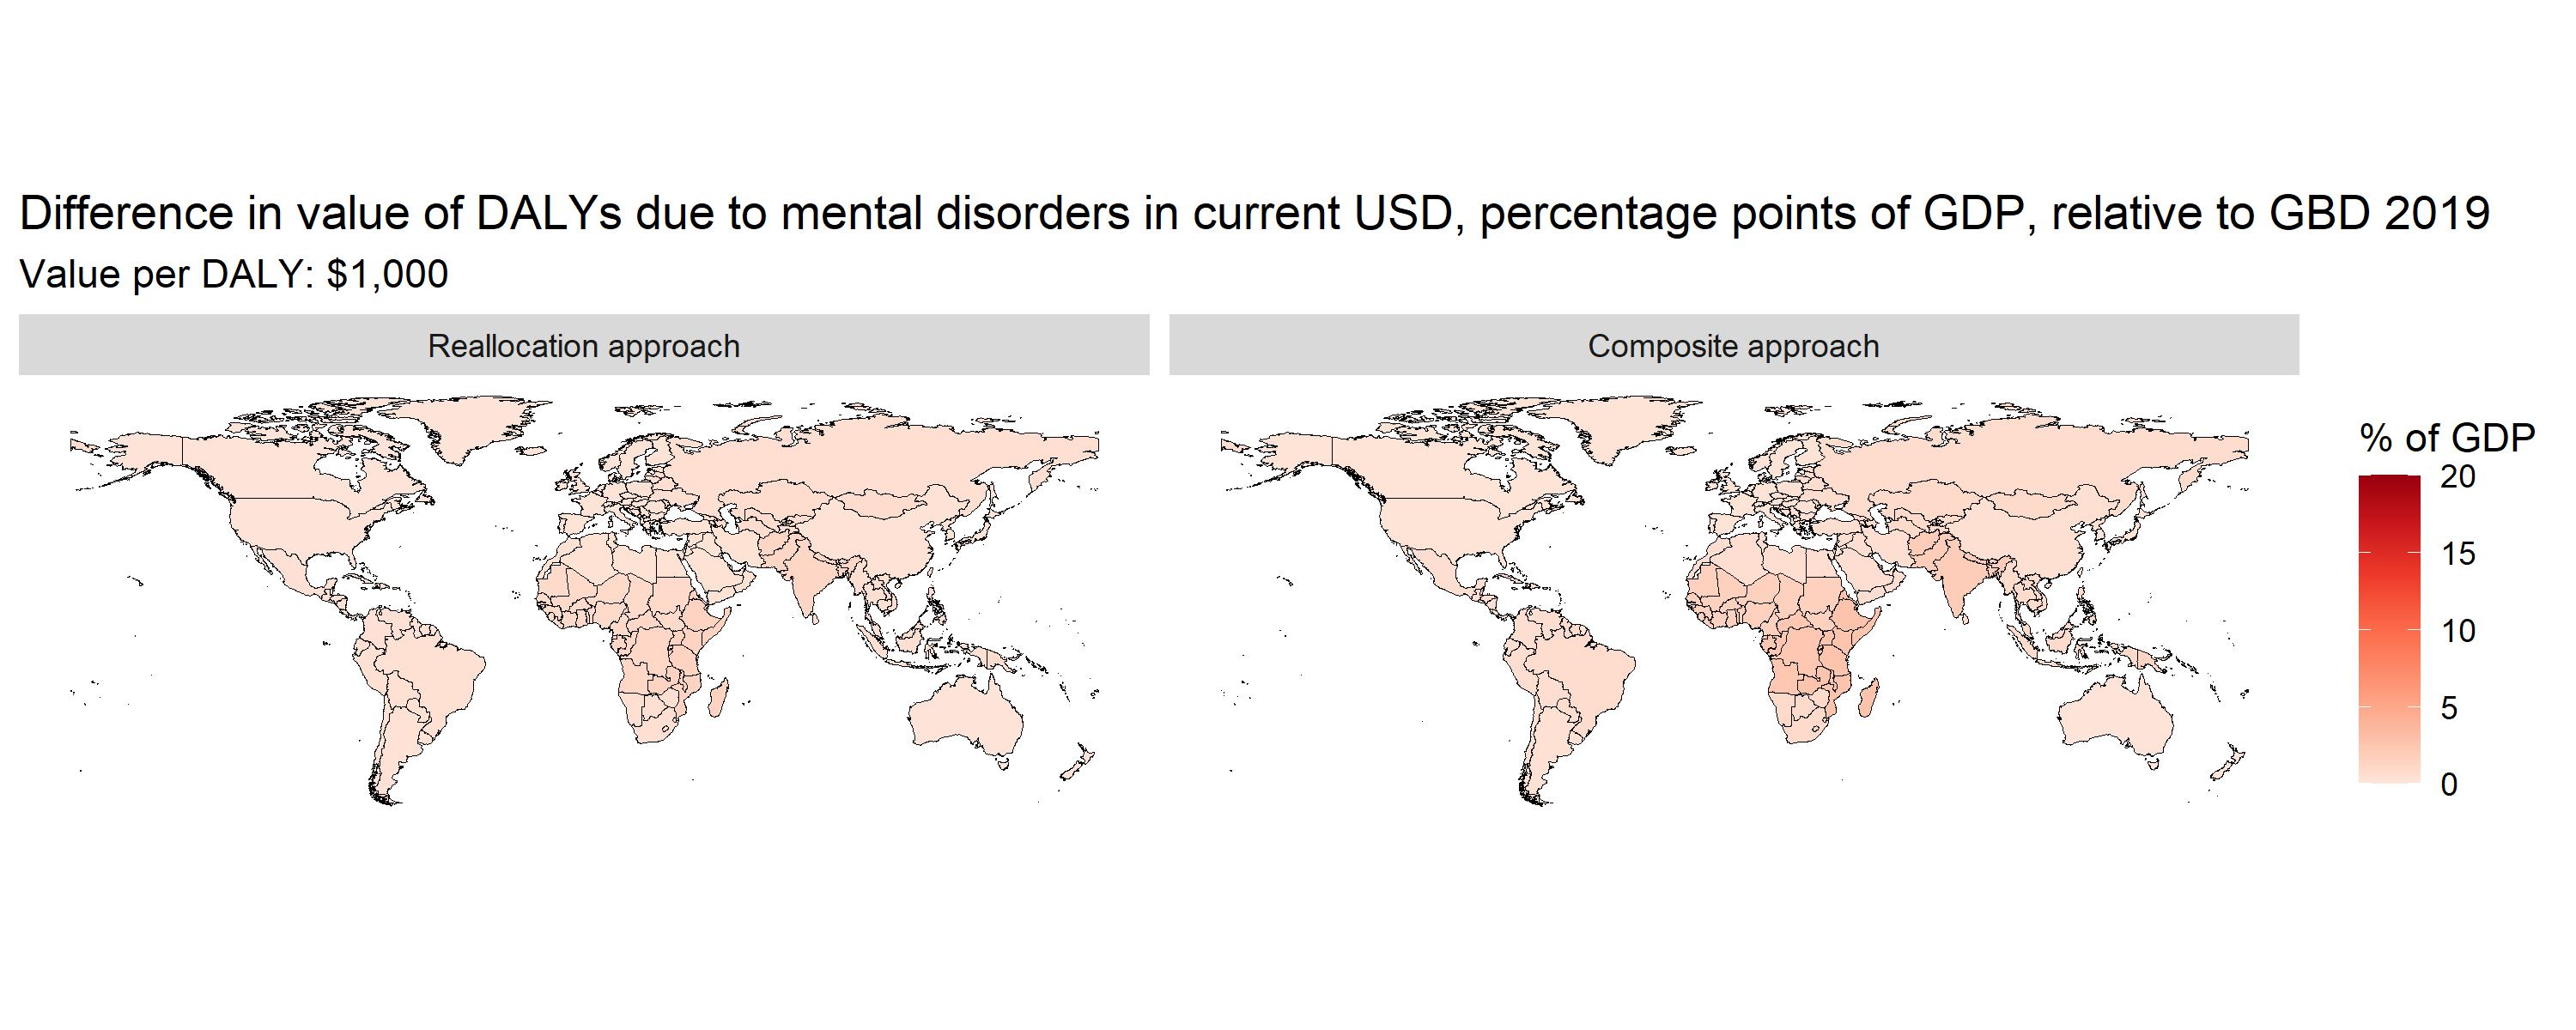 Difference in value of DALYs due to mental disorders in current USD, percentage points of GDP, relative to GBD 2019
Value per DALY: $1,000
Reallocation approach
Composite approach
% of GDP
20
15
10
5
0